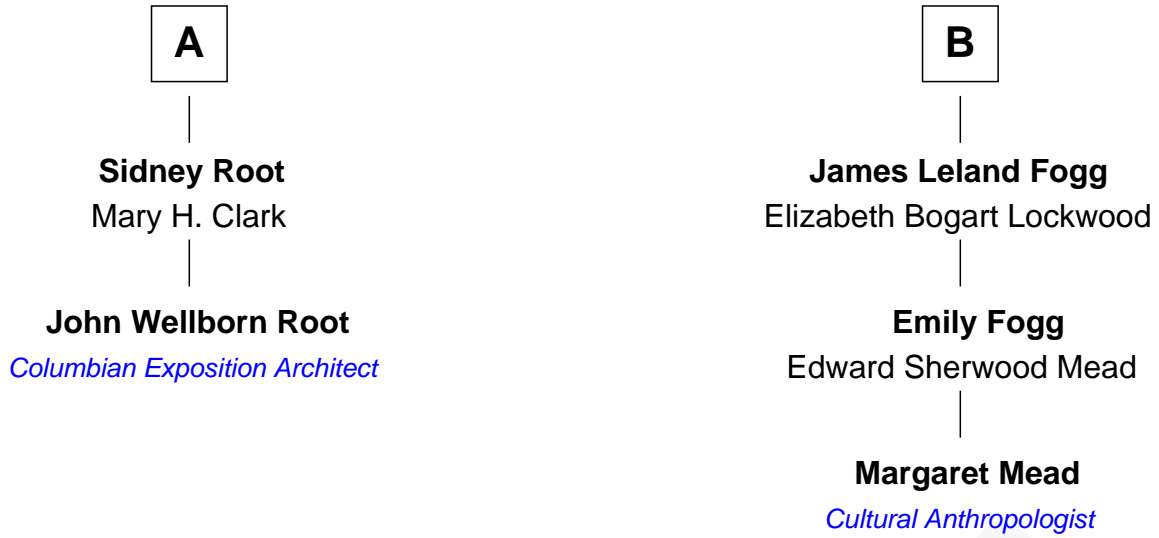 A
Sidney Root
Mary H. Clark
John Wellborn Root
Columbian Exposition Architect
B
James Leland Fogg
Elizabeth Bogart Lockwood
Emily Fogg
Edward Sherwood Mead
Margaret Mead
Cultural Anthropologist